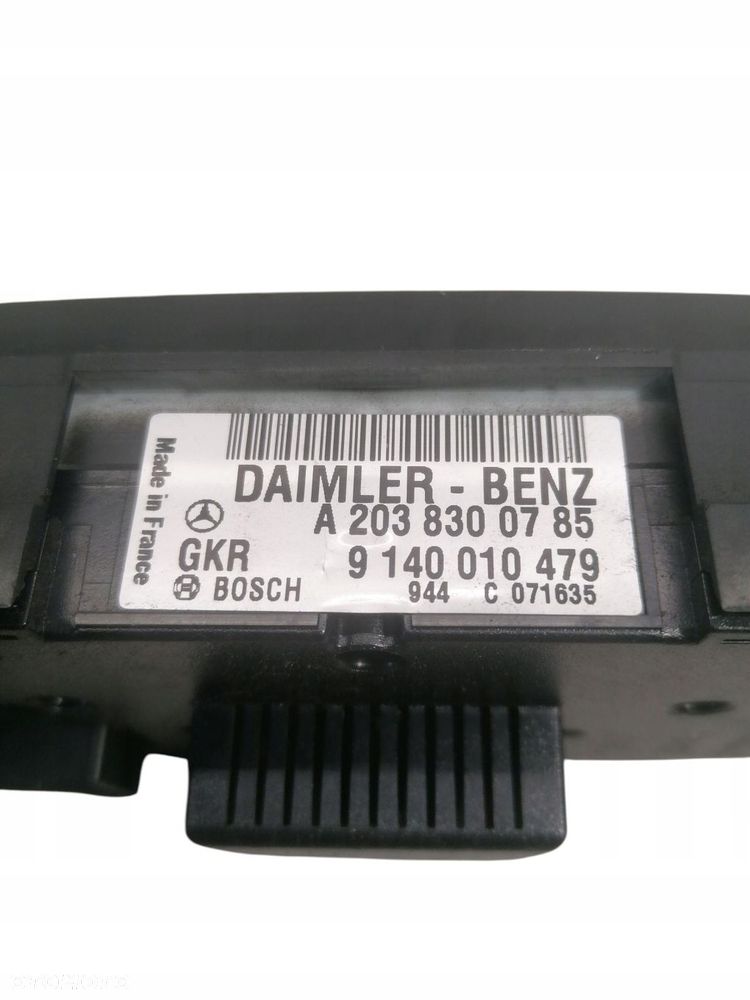 Made in France
DAIMLER - BENZ
A 203 830 07 85
GKR 9 140 010 479
BOSCH 944 C 071635